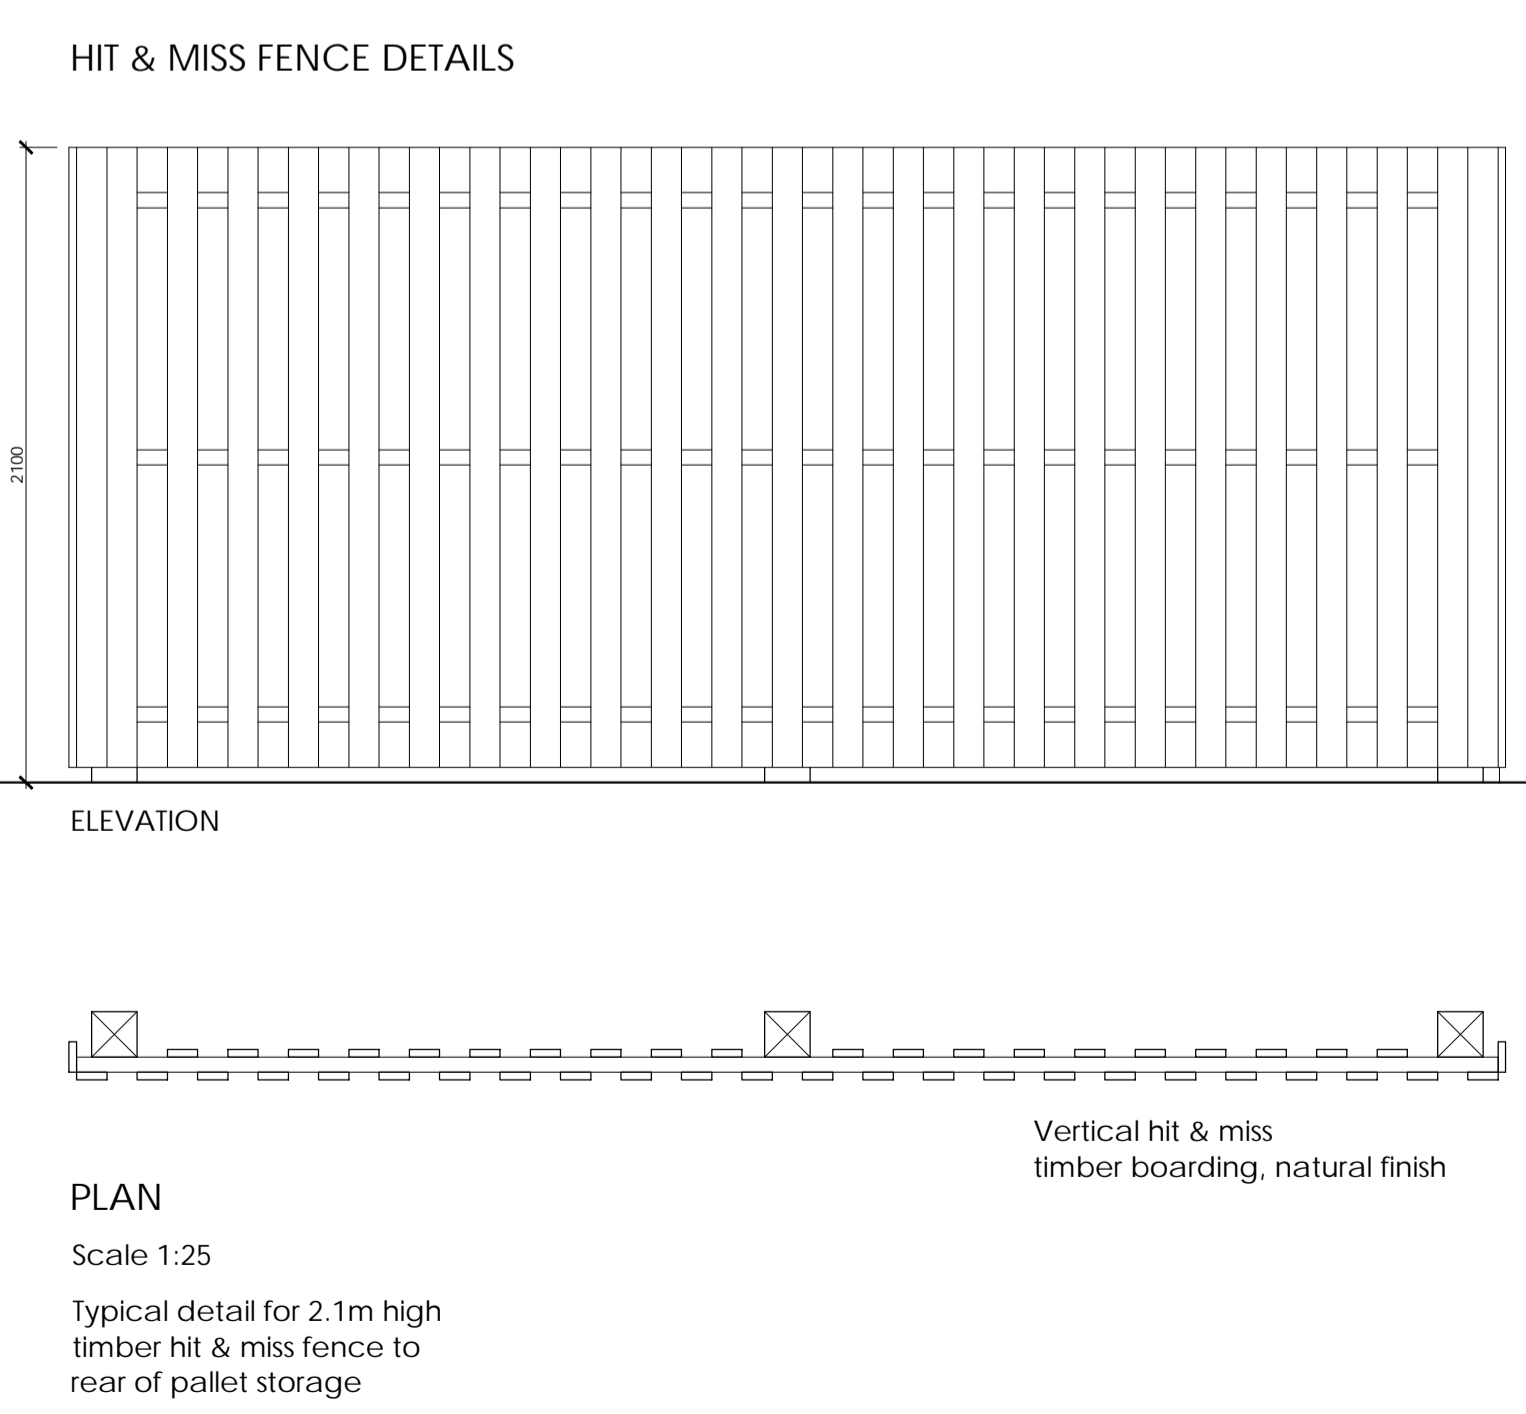 HIT & MISS FENCE DETAILS
2100
ELEVATION
Vertical hit & miss
timber boarding, natural finish
PLAN
Scale 1:25
Typical detail for 2.1m high
timber hit & miss fence to
rear of pallet storage